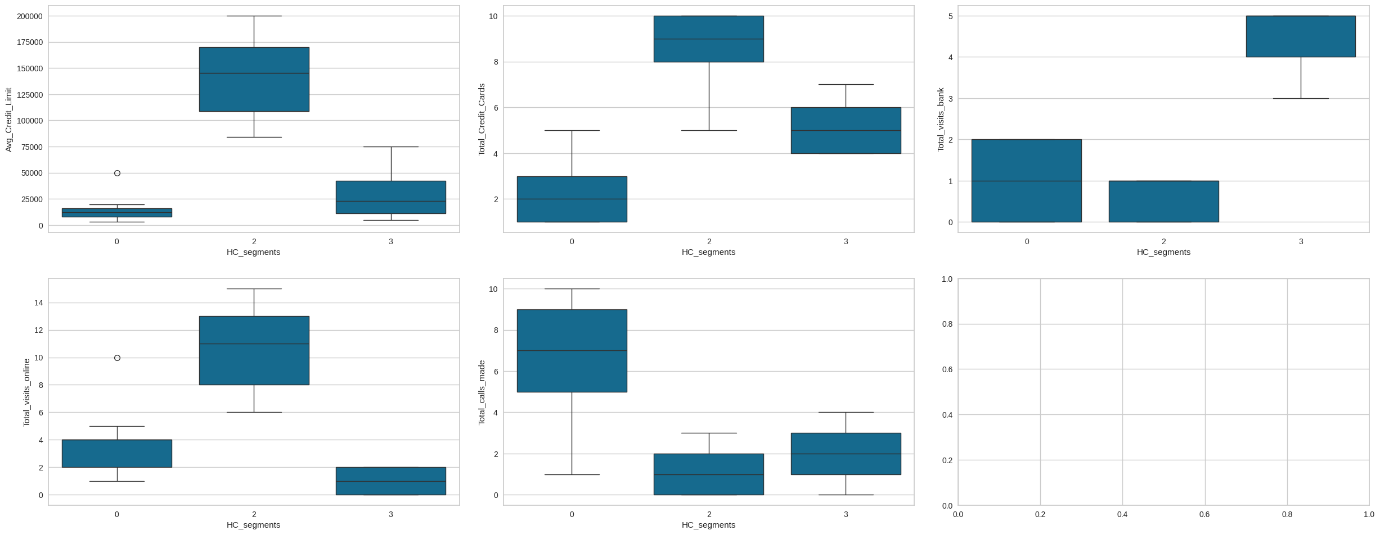 200000
175000
150000
125000
100000
75000
50000
25000
0
Avg_Credit_Limit
0 2 3
HC_segments
10
8
6
4
2
Total_Credit_Cards
0 2 3
HC_segments
5
4
3
2
1
0
Total_visits_bank
0 2 3
HC_segments
14
12
10
8
6
4
2
0
Total_visits_online
0 2 3
HC_segments
10
8
6
4
2
0
Total_calls_made
0 2 3
HC_segments
1.0
0.8
0.6
0.4
0.2
0.0
0.0 0.2 0.4 0.6 0.8 1.0